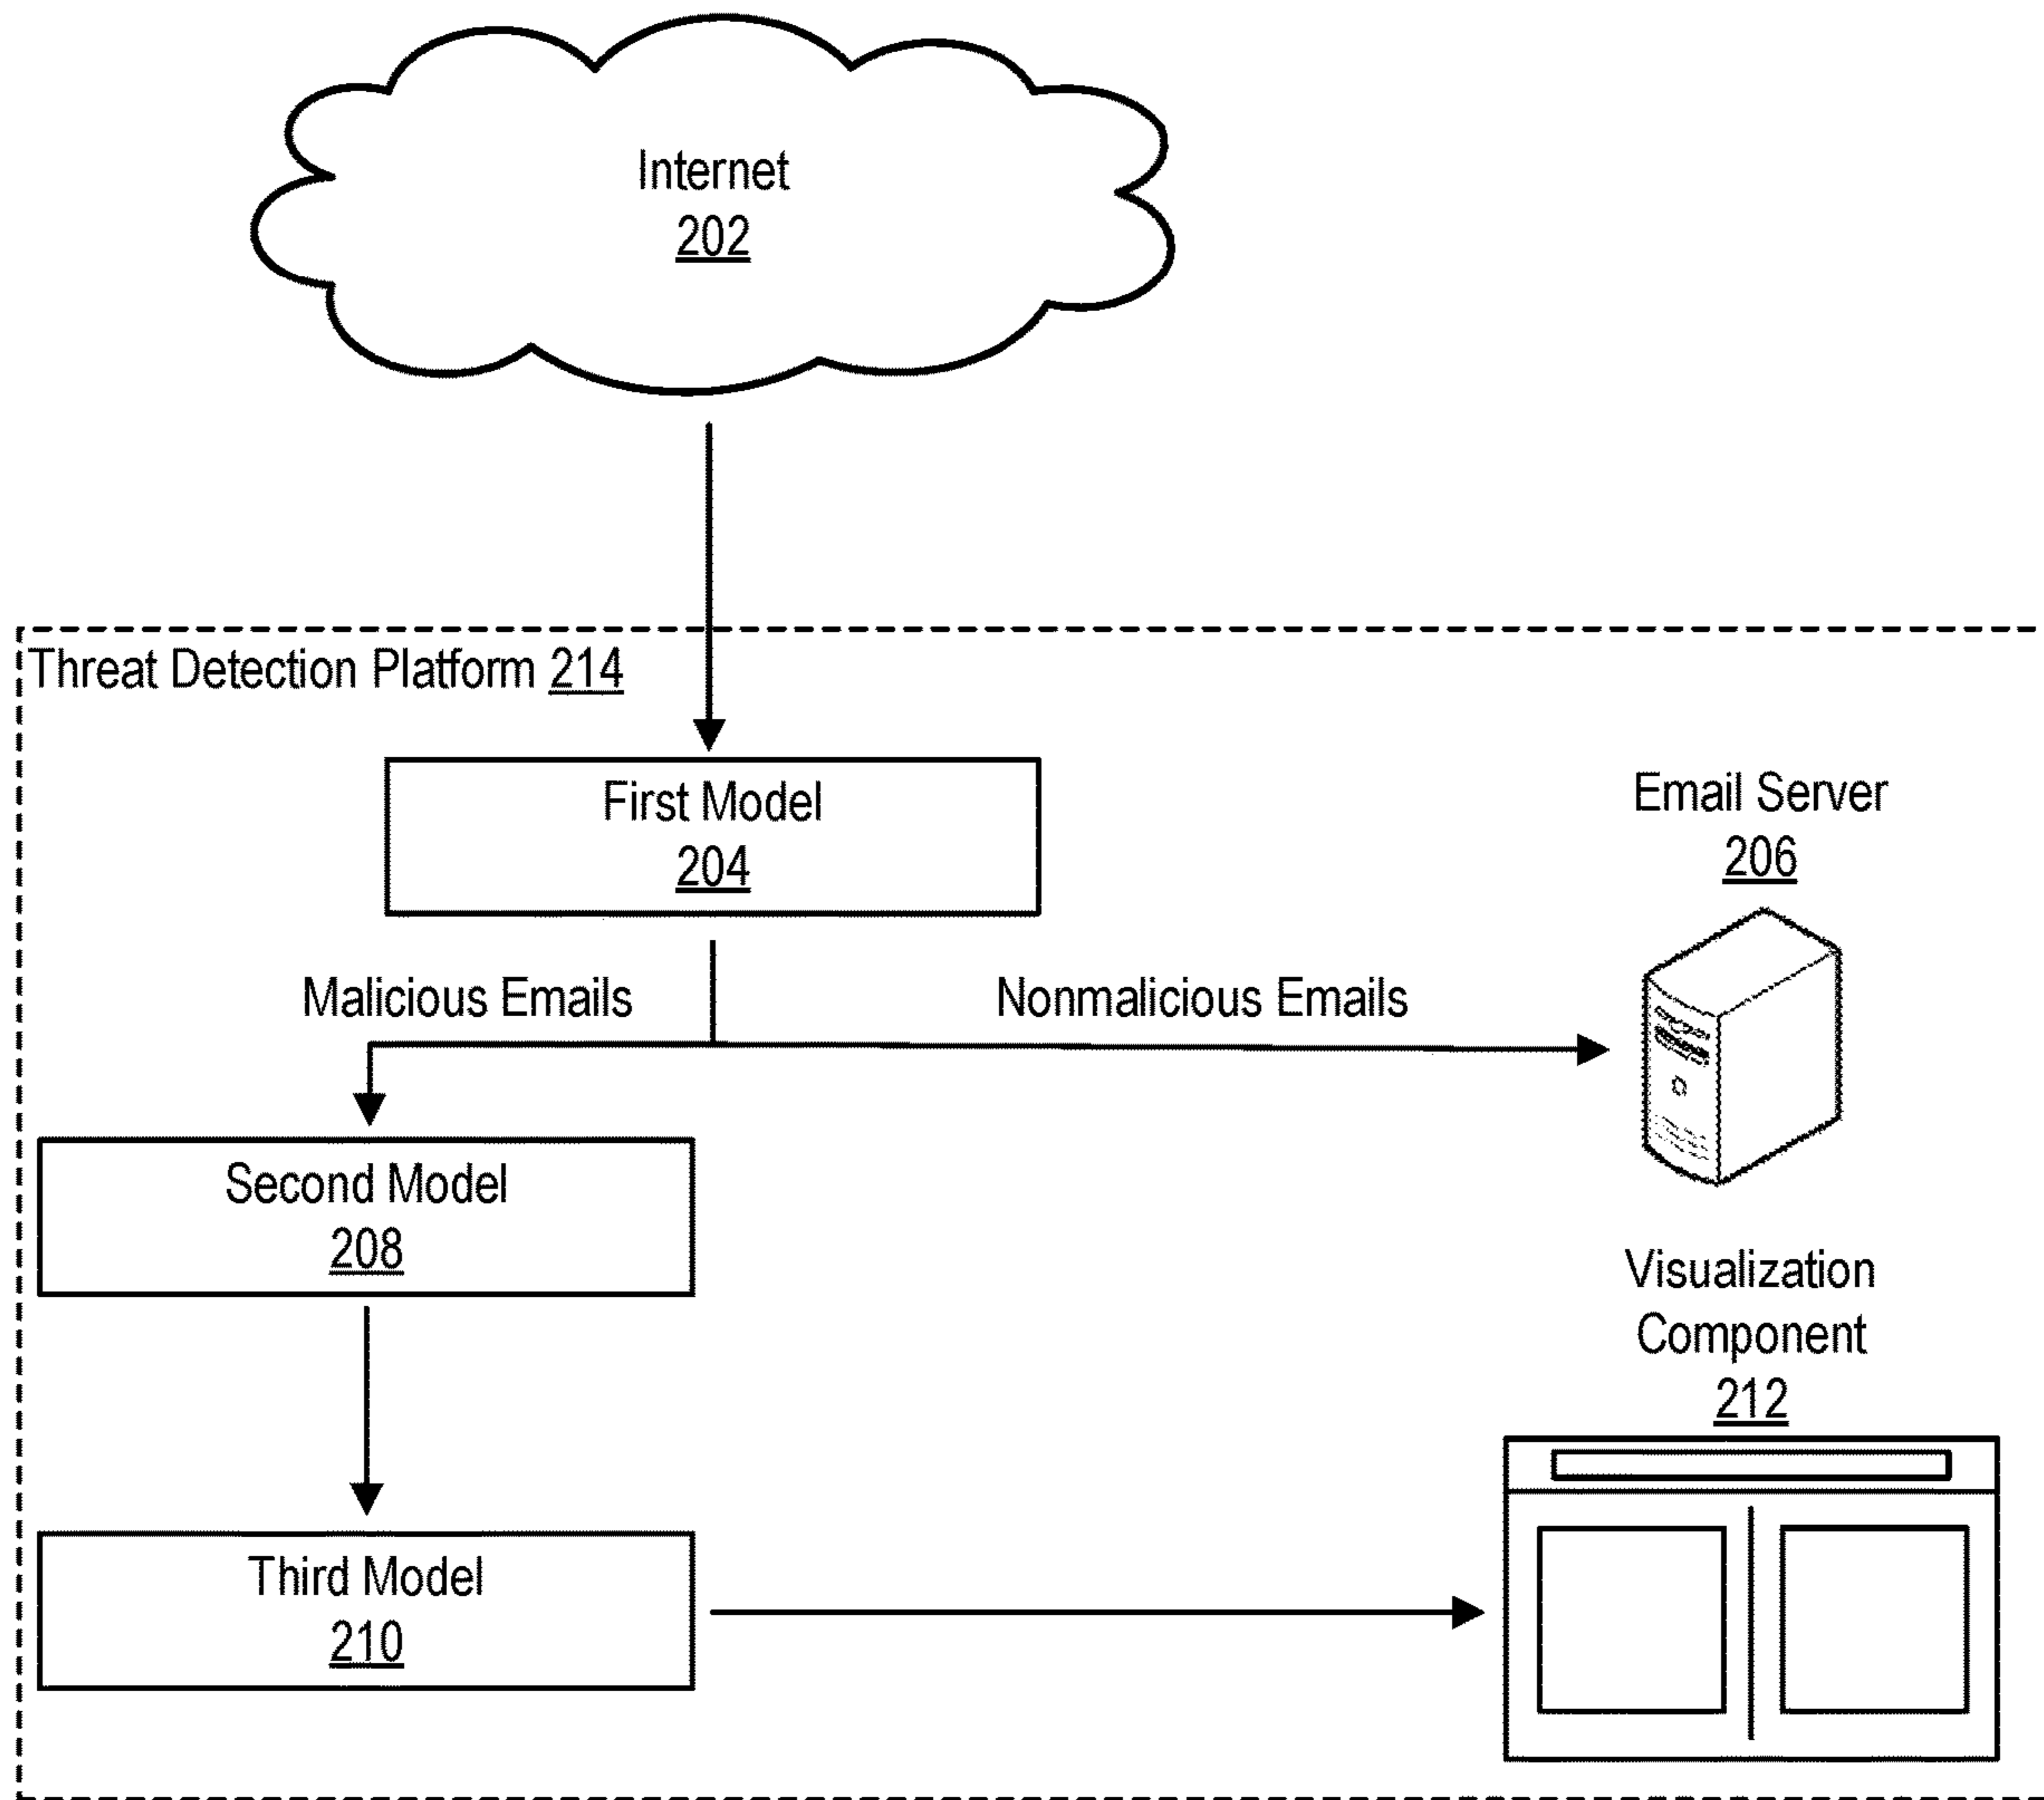 Internet
202
Threat Detection Platform 214
First Model
204
Email Server
206
Malicious Emails
Nonmalicious Emails
Second Model
208
Visualization
Component
212
Third Model
210